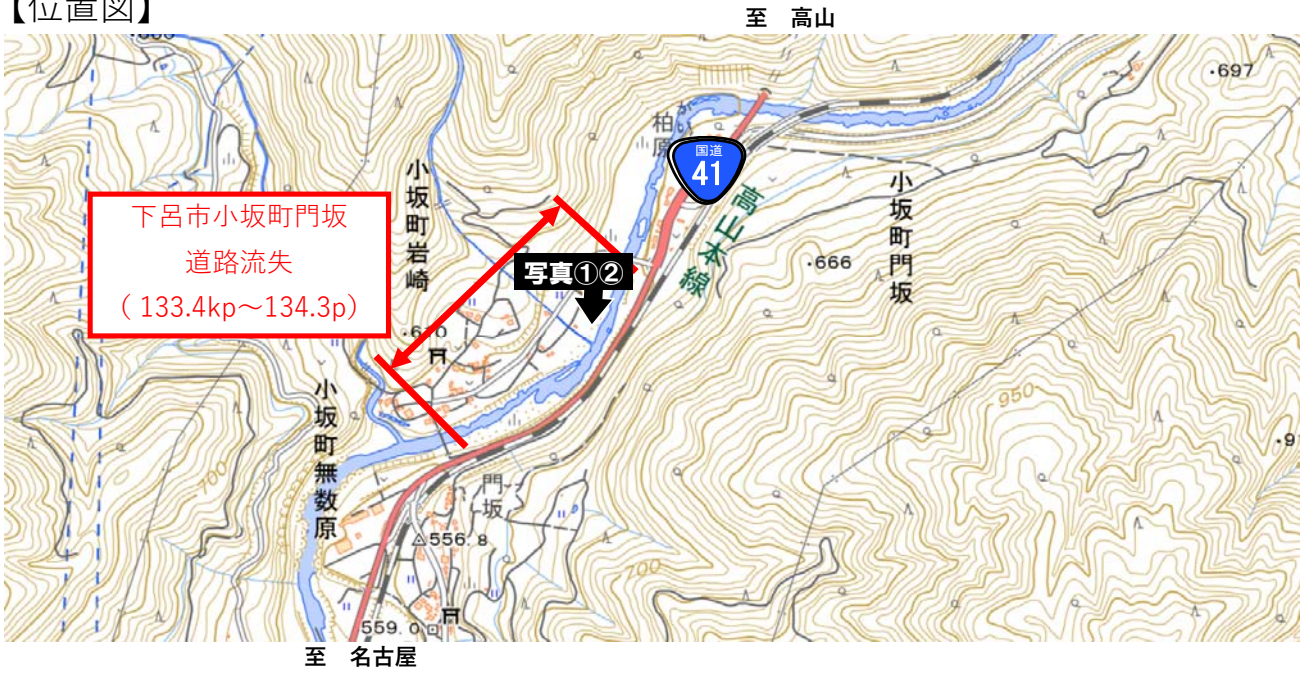 【位置図】
至 高山
・697
柏原
かい
国道
41
小坂町岩崎
小坂町門坂
高山本線
下呂市小坂町門坂
道路流失
( 133.4kp～134.3p)
写真①②
・666
・610
小坂町無数原
950
700
門坂
556.8
700
559.0
至 名古屋